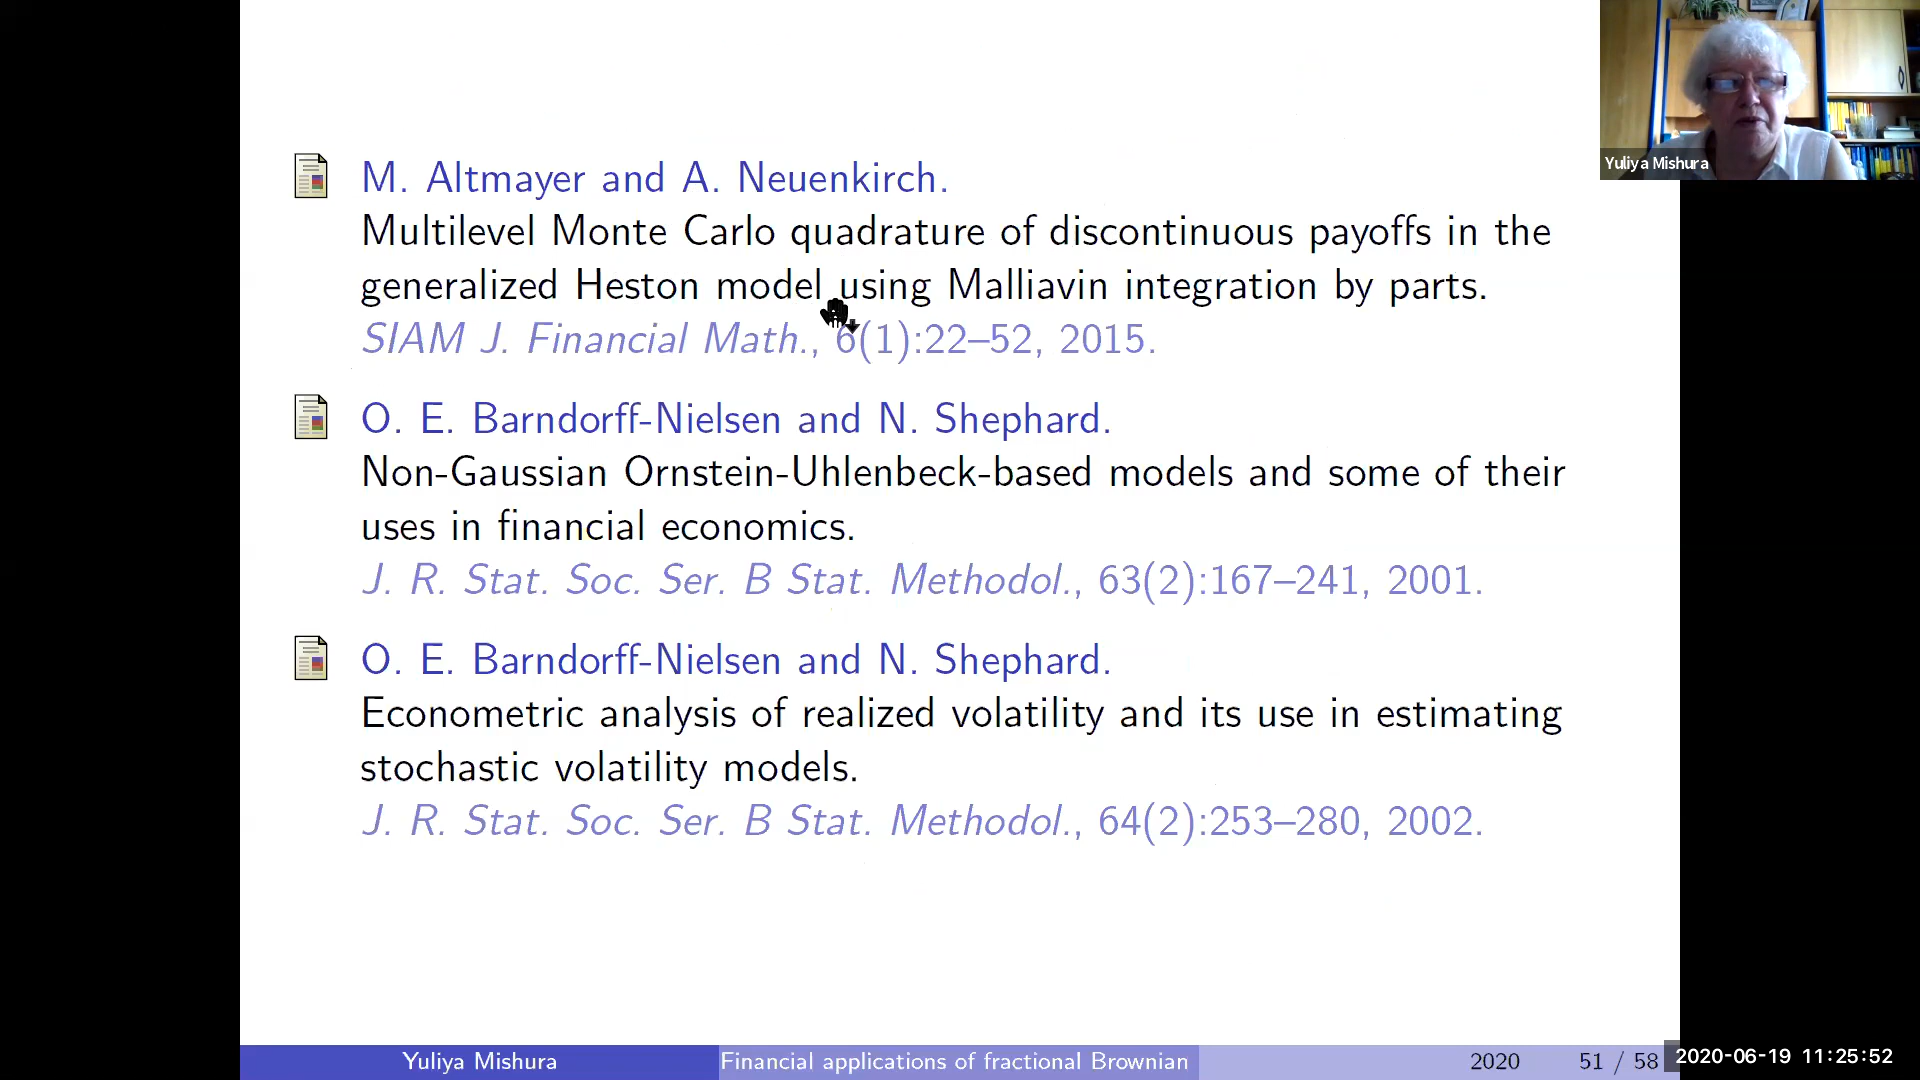 M. Altmayer and A. Neuenkirch.
Multilevel Monte Carlo quadrature of discontinuous payoffs in the
generalized Heston model using Malliavin integration by parts.
SIAM J. Financial Math., 6(1):22–52, 2015.
O. E. Barndorff-Nielsen and N. Shephard.
Non-Gaussian Ornstein-Uhlenbeck-based models and some of their
uses in financial economics.
J. R. Stat. Soc. Ser. B Stat. Methodol., 63(2):167–241, 2001.
O. E. Barndorff-Nielsen and N. Shephard.
Econometric analysis of realized volatility and its use in estimating
stochastic volatility models.
J. R. Stat. Soc. Ser. B Stat. Methodol., 64(2):253–280, 2002.
Yuliya Mishura
Yuliya Mishura
Financial applications of fractional Brownian
2020
51 / 58
2020-06-19 11:25:52